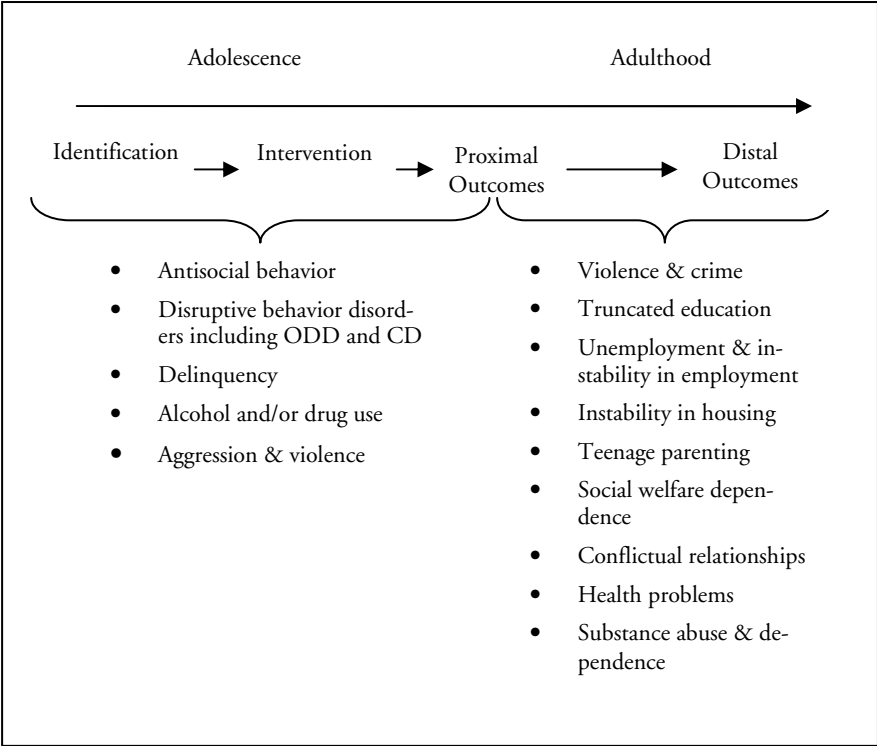 Adolescence
Adulthood
Identification
Intervention
Proximal
Outcomes
Distal
Outcomes
• Antisocial behavior
• Disruptive behavior disord-
ers including ODD and CD
• Delinquency
• Alcohol and/or drug use
• Aggression & violence
• Violence & crime
• Truncated education
• Unemployment & in-
stability in employment
• Instability in housing
• Teenage parenting
• Social welfare depen-
dence
• Conflictual relationships
• Health problems
• Substance abuse & de-
pendence